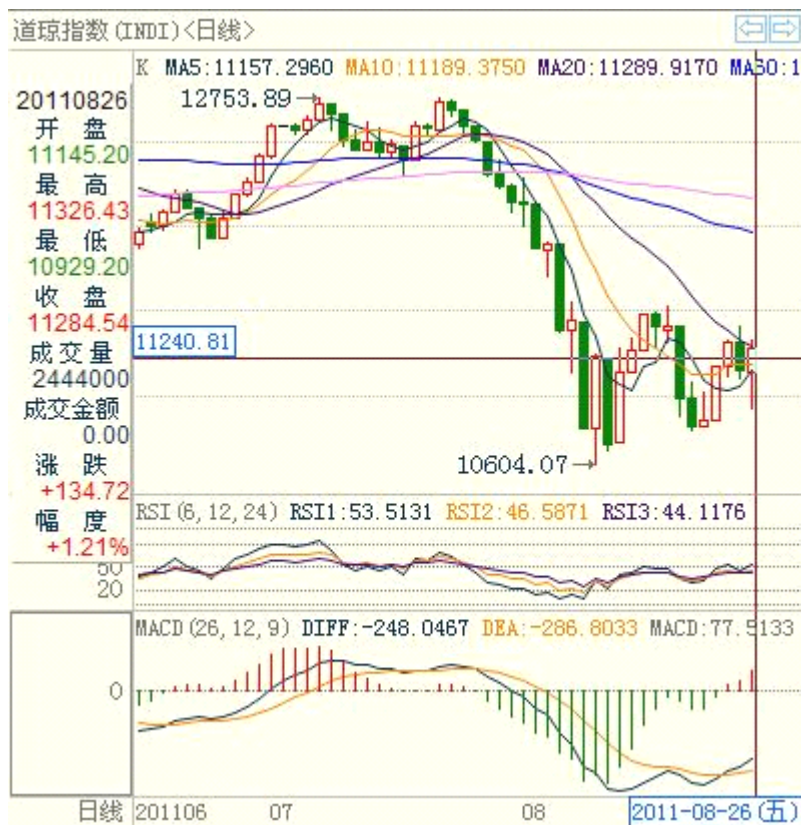 道琼指数(INDI)<日线>
K MA5:11157.2960 MA10:11189.3750 MA20:11289.9170 MA60:1
20110826
开 盘
11145.20
最 高
11326.43
最 低
10929.20
收 盘
11284.54
成交量
2444000
成交金额
0.00
涨 跌
+134.72
幅 度
+1.21%
12753.89
11240.81
10604.07
RSI(6,12,24) RSI1:53.5131 RSI2:46.5871 RSI3:44.1176
50
20
MACD(26,12,9) DIFF:-248.0467 DEA:-286.8033 MACD:77.5133
0
日线 201106 07 08 2011-08-26(五)